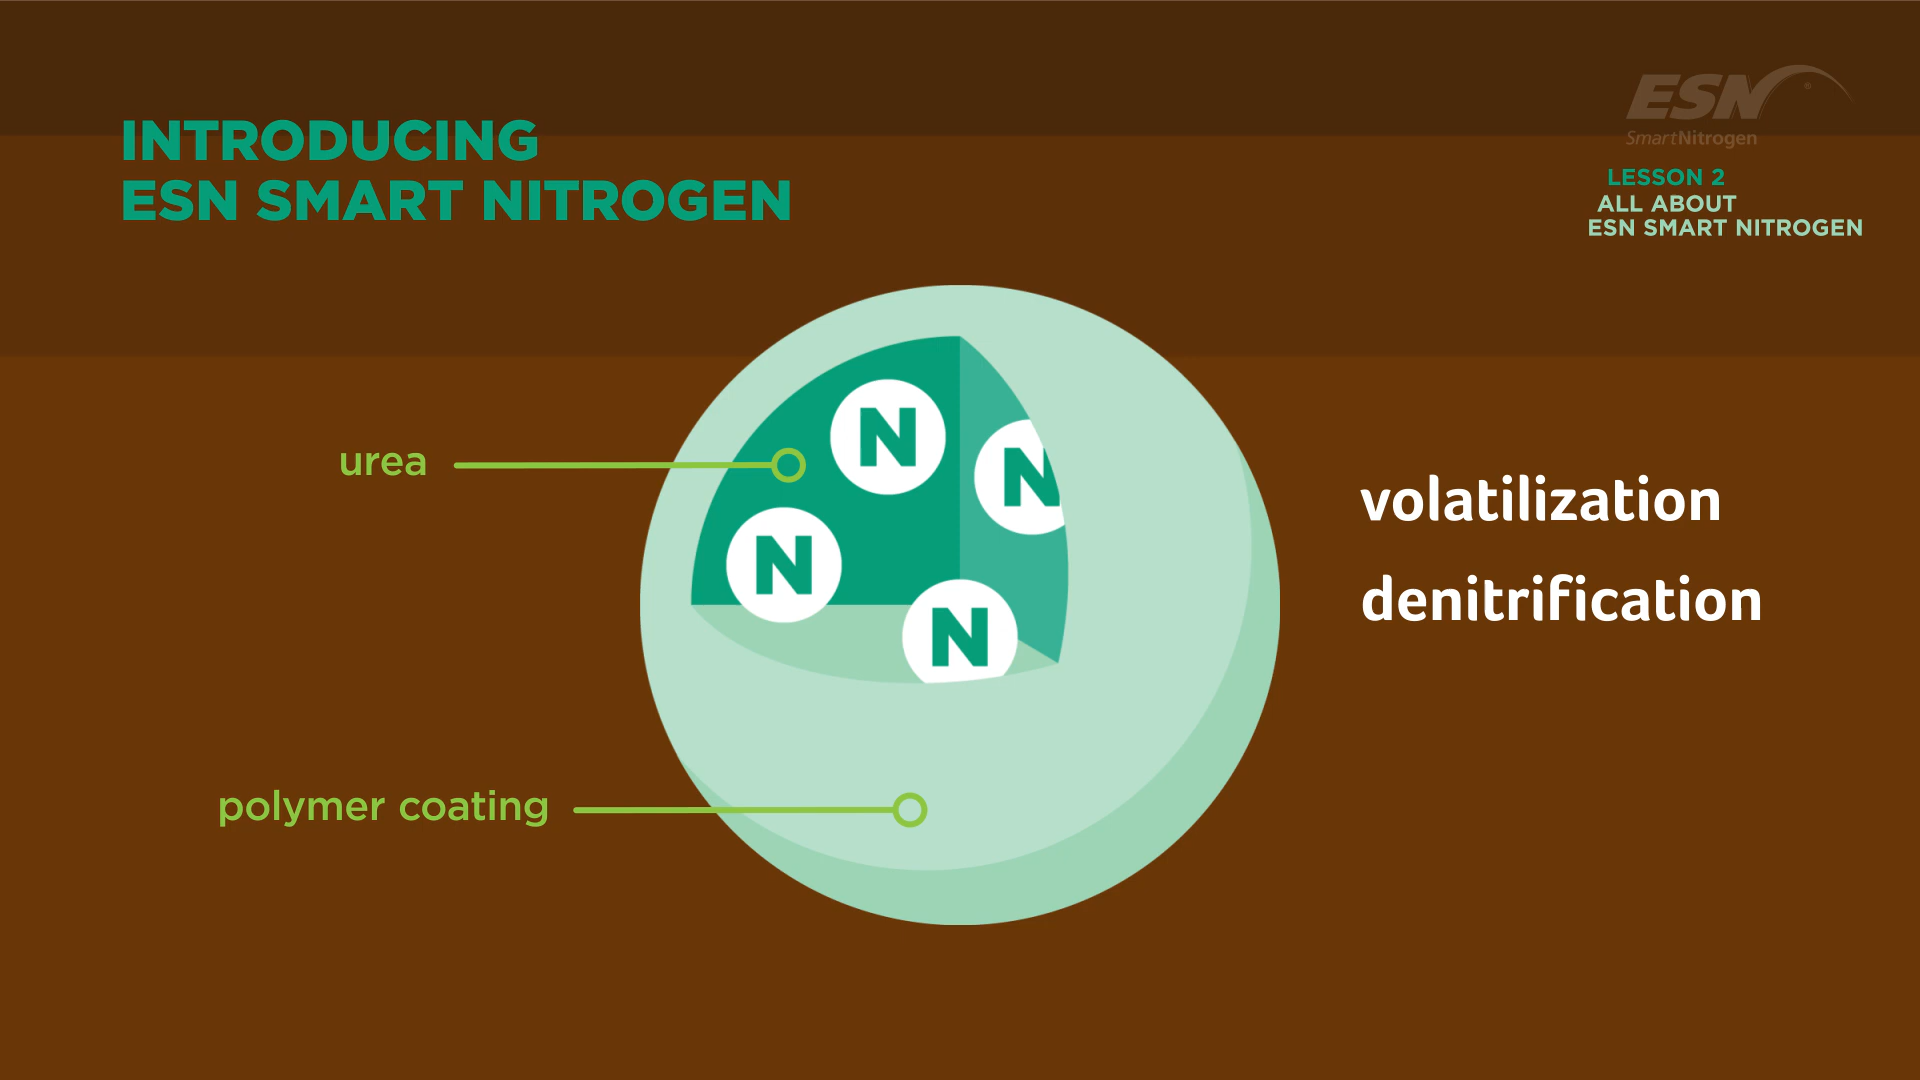 INTRODUCING
ESN SMART NITROGEN
ESN
SmartNitrogen
LESSON 2
ALL ABOUT
ESN SMART NITROGEN
urea
polymer coating
N
N
N
N
volatilization
denitrification